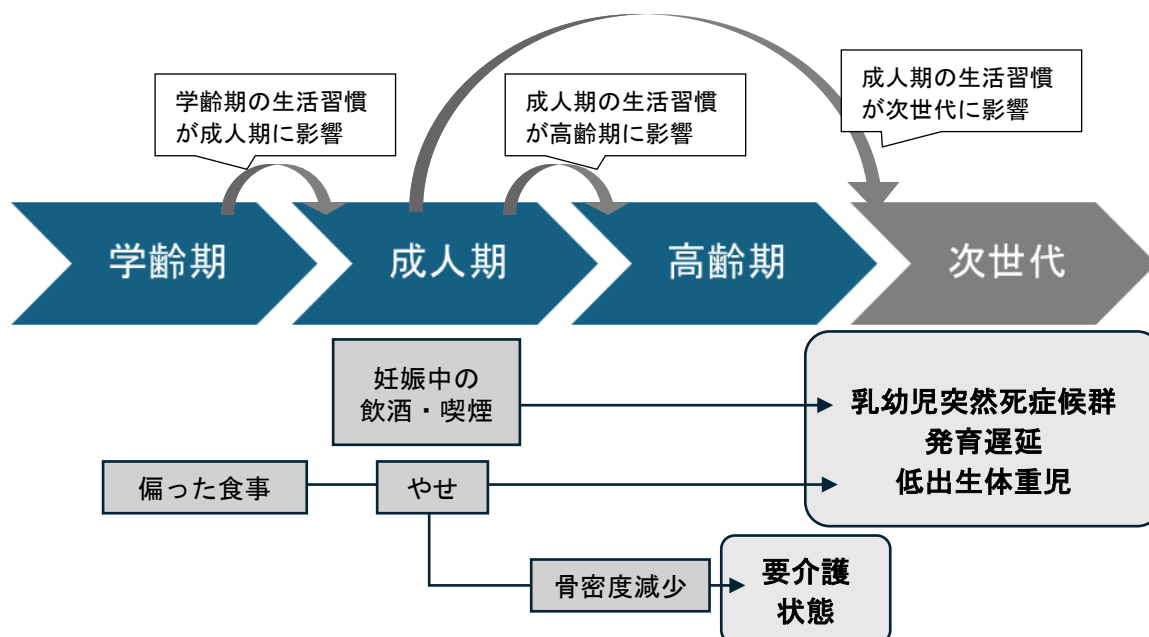 学齢期の生活習慣
が成人期に影響
成人期の生活習慣
が高齢期に影響
成人期の生活習慣
が次世代に影響
学齢期
成人期
高齢期
次世代
妊娠中の
飲酒・喫煙
乳幼児突然死症候群
発育遅延
低出生体重児
偏った食事
やせ
骨密度減少
要介護
状態